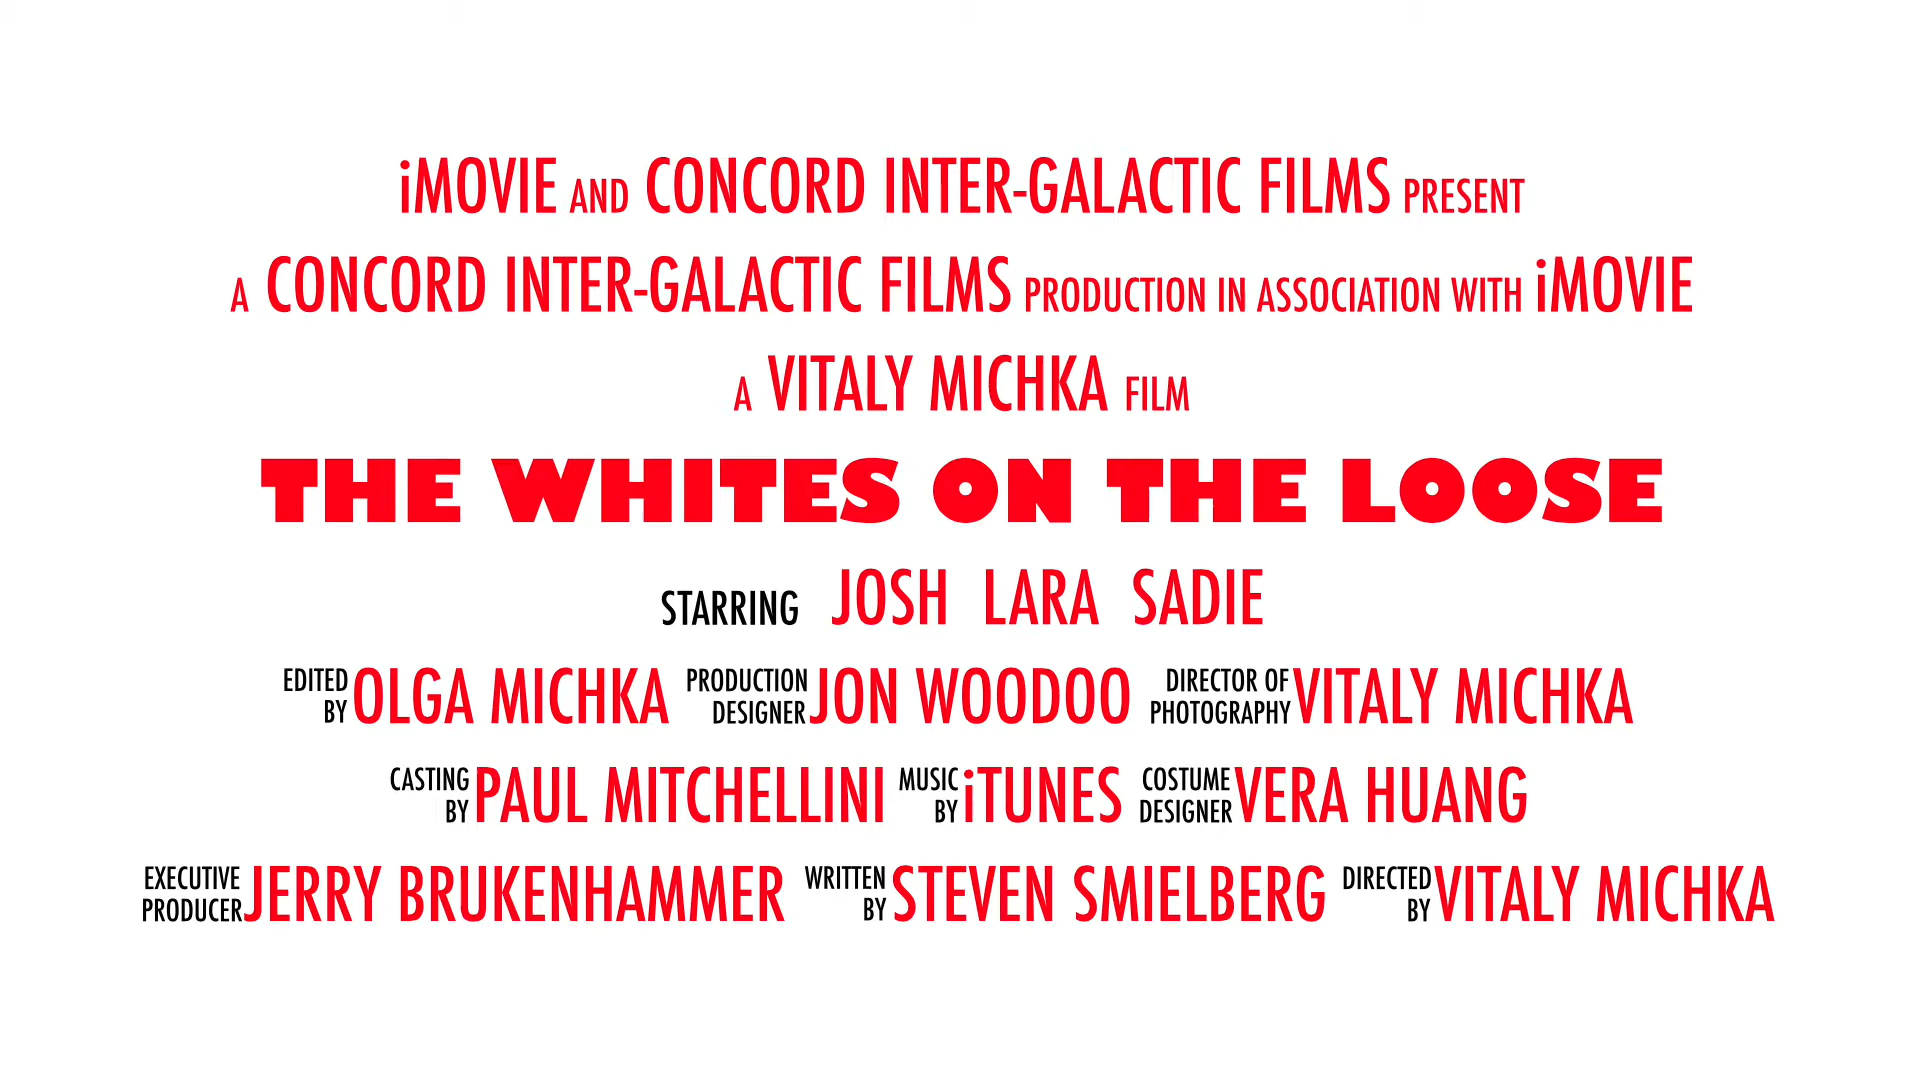 iMOVIE AND CONCORD INTER-GALACTIC FILMS PRESENT
A CONCORD INTER-GALACTIC FILMS PRODUCTION IN ASSOCIATION WITH iMOVIE
A VITALY MICHKA FILM
THE WHITES ON THE LOOSE
STARRING JOSH LARA SADIE
EDITED BY OLGA MICHKA PRODUCTION DESIGNER JON WOODOO DIRECTOR OF PHOTOGRAPHY VITALY MICHKA
CASTING BY PAUL MITCHELLINI MUSIC BY iTUNES COSTUME DESIGNER VERA HUANG
EXECUTIVE PRODUCER JERRY BRUKENHAMMER WRITTEN BY STEVEN SMIELBERG DIRECTED BY VITALY MICHKA